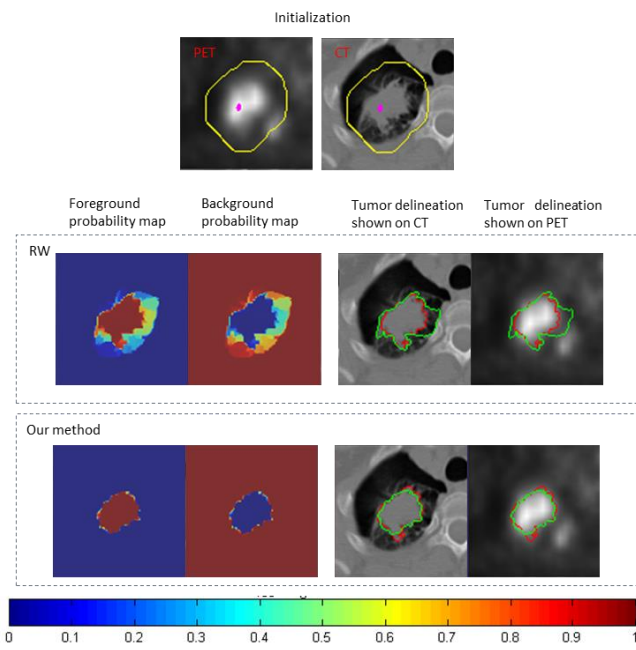 Initialization
PET
CT
Foreground
probability map
Background
probability map
Tumor delineation
shown on CT
Tumor delineation
shown on PET
RW
Our method
0 0.1 0.2 0.3 0.4 0.5 0.6 0.7 0.8 0.9 1